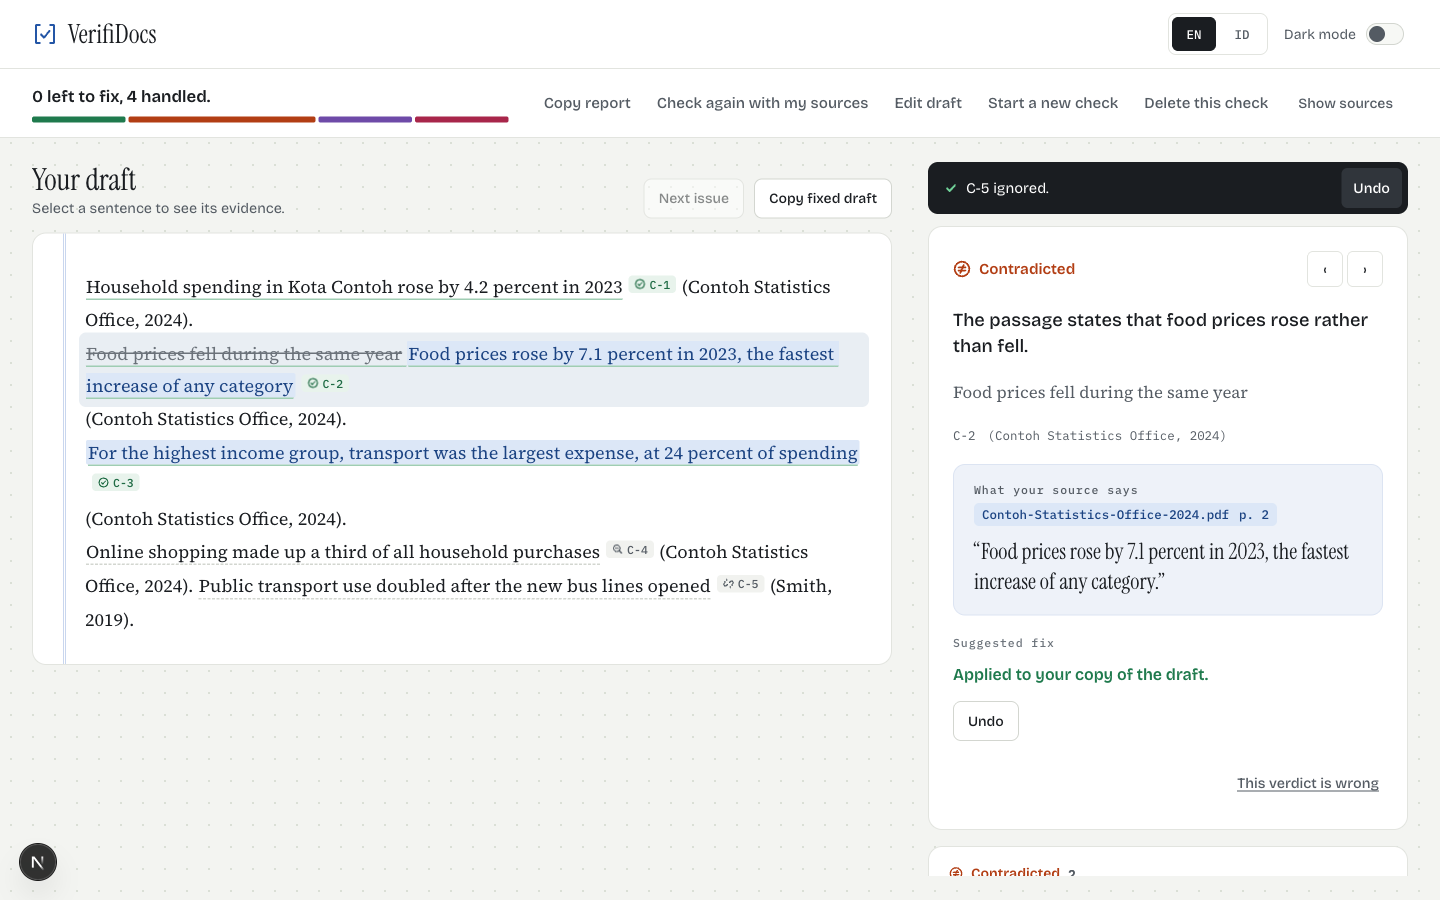 VerifiDocs
EN
ID
Dark mode
0 left to fix, 4 handled.
Copy report
Check again with my sources
Edit draft
Start a new check
Delete this check
Show sources
Your draft
Select a sentence to see its evidence.
Next issue
Copy fixed draft
Household spending in Kota Contoh rose by 4.2 percent in 2023 C-1 (Contoh Statistics
Office, 2024).
Food prices fell during the same year Food prices rose by 7.1 percent in 2023, the fastest
increase of any category C-2
(Contoh Statistics Office, 2024).
For the highest income group, transport was the largest expense, at 24 percent of spending
C-3
(Contoh Statistics Office, 2024).
Online shopping made up a third of all household purchases C-4 (Contoh Statistics
Office, 2024). Public transport use doubled after the new bus lines opened C-5 (Smith,
2019).
C-5 ignored.
Undo
Contradicted
‹
›
The passage states that food prices rose rather
than fell.
Food prices fell during the same year
C-2 (Contoh Statistics Office, 2024)
What your source says
Contoh-Statistics-Office-2024.pdf p. 2
“Food prices rose by 7.1 percent in 2023, the fastest
increase of any category.”
Suggested fix
Applied to your copy of the draft.
Undo
This verdict is wrong
Contradicted 2
N